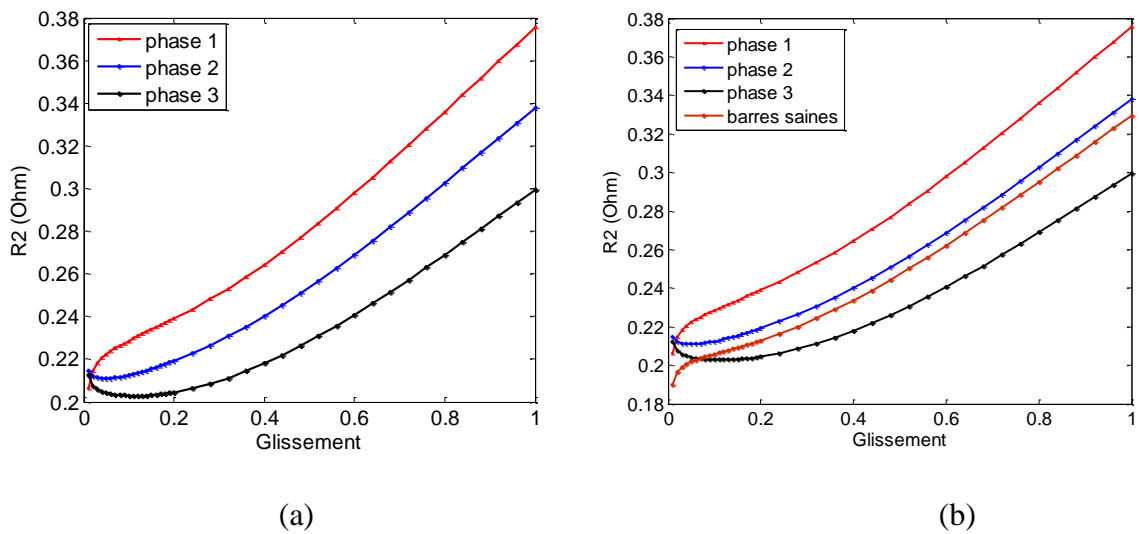 0.38
0.36
0.34
0.32
0.3
0.28
0.26
0.24
0.22
0.2
R2 (Ohm)
phase 1
phase 2
phase 3
0
0.2
0.4
0.6
0.8
1
Glissement
(a)
0.38
0.36
0.34
0.32
0.3
0.28
0.26
0.24
0.22
0.2
0.18
R2 (Ohm)
phase 1
phase 2
phase 3
barres saines
0
0.2
0.4
0.6
0.8
1
Glissement
(b)